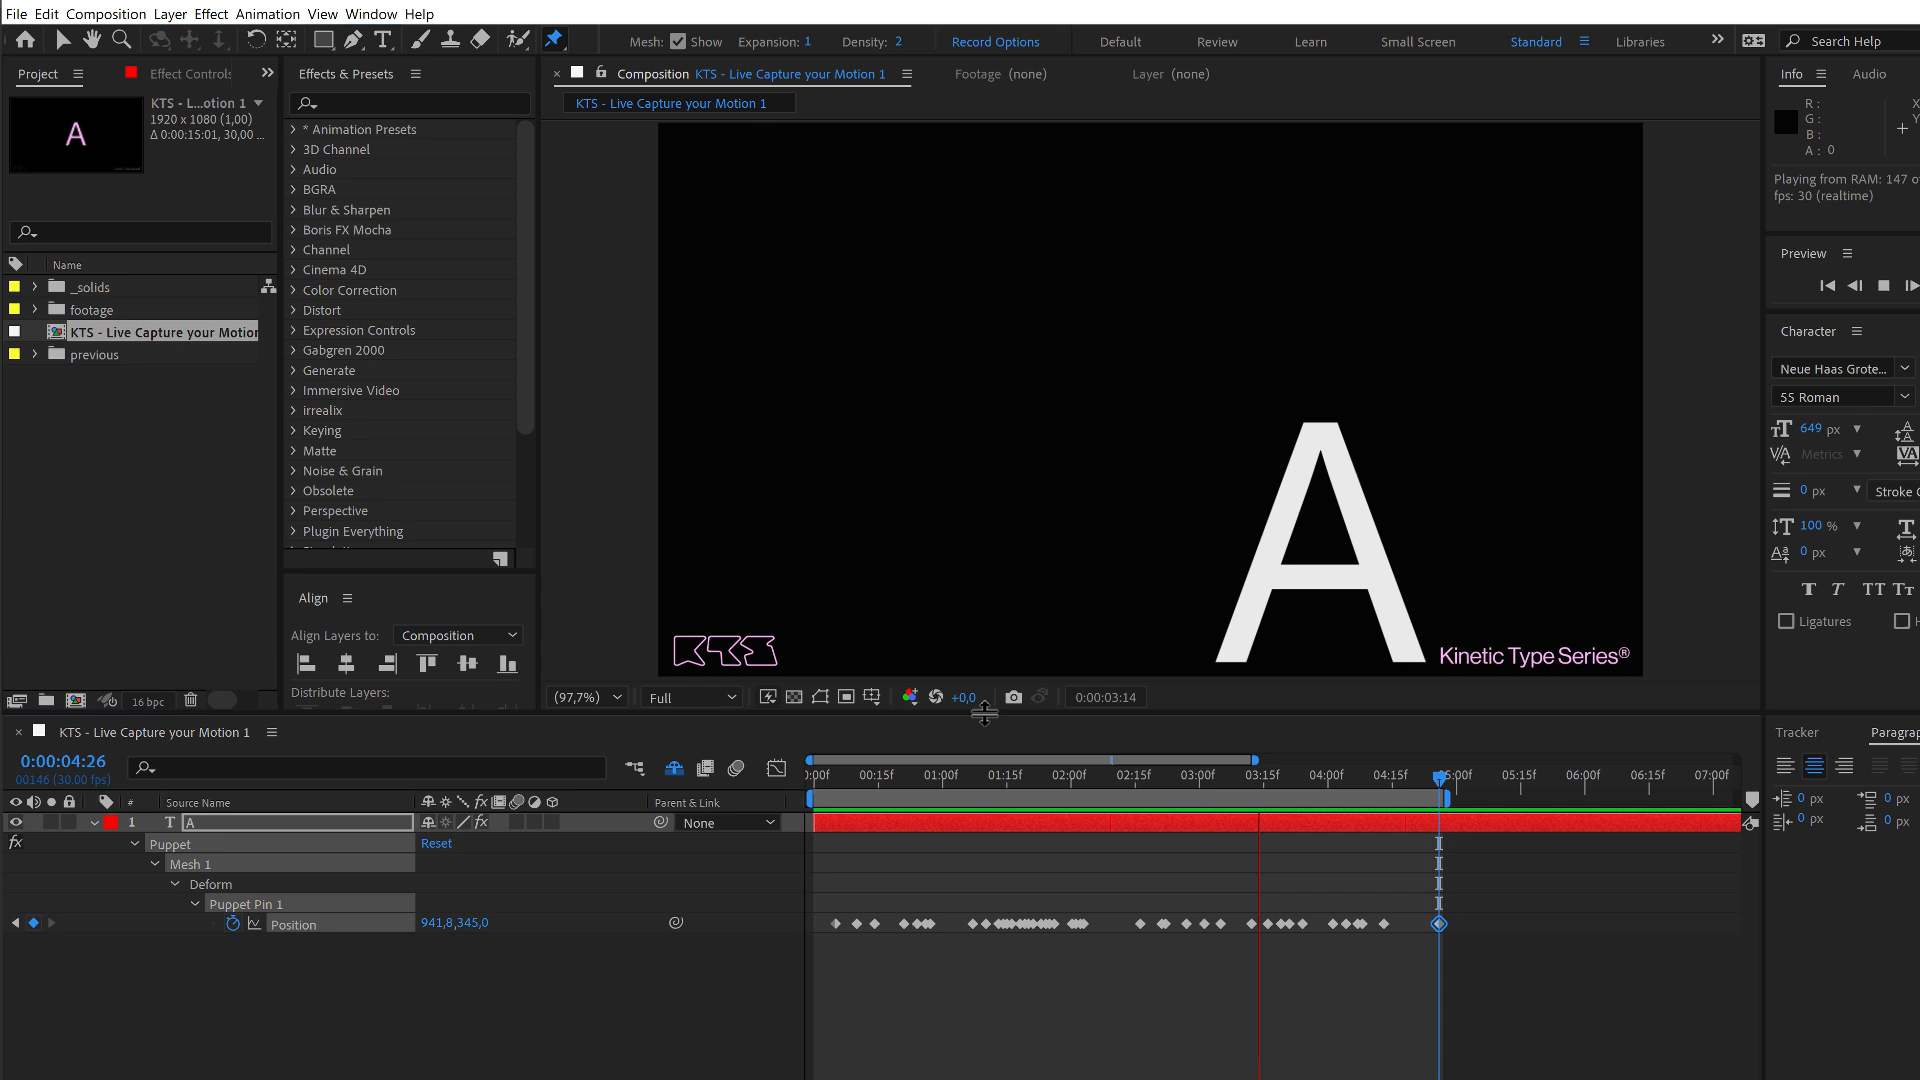 File Edit Composition Layer Effect Animation View Window Help
Mesh: Show Expansion: 1 Density: 2 Record Options Default Review Learn Small Screen Standard Libraries Search Help
Project Effect Controls
KTS - L...otion 1
1920 x 1080 (1,00)
Δ 0:00:15:01, 30,00 ...
A
Name
_solids
footage
KTS - Live Capture your Motion
previous
16 bpc
Effects & Presets
* Animation Presets
3D Channel
Audio
BGRA
Blur & Sharpen
Boris FX Mocha
Channel
Cinema 4D
Color Correction
Distort
Expression Controls
Gabgren 2000
Generate
Immersive Video
irrealix
Keying
Matte
Noise & Grain
Obsolete
Perspective
Plugin Everything
Align
Align Layers to: Composition
Distribute Layers:
Composition KTS - Live Capture your Motion 1 Footage (none) Layer (none)
KTS - Live Capture your Motion 1
A
KTS
Kinetic Type Series®
(97,7%) Full +0,0 0:00:03:14
Info Audio
R :
G :
B :
A : 0
X
Y
Playing from RAM: 147 o
fps: 30 (realtime)
Preview
Character
Neue Haas Grote...
55 Roman
649 px
Metrics
0 px Stroke
100 %
0 px
Ligatures
Tracker Paragrap
0 px 0 px
0 px 0 px
KTS - Live Capture your Motion 1
0:00:04:26
00146 (30.00 fps)
# Source Name Parent & Link
1 T A fx None
fx Puppet Reset
Mesh 1
Deform
Puppet Pin 1
Position 941,8,345,0
0:00f 00:15f 01:00f 01:15f 02:00f 02:15f 03:00f 03:15f 04:00f 04:15f 5:00f 05:15f 06:00f 06:15f 07:00f